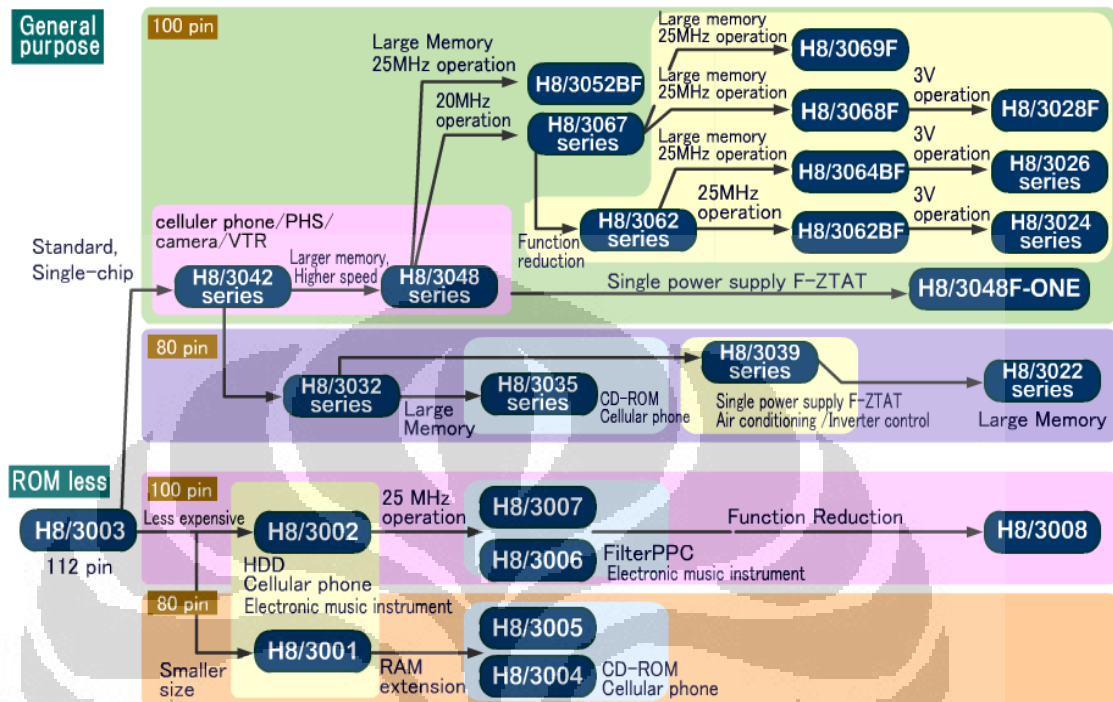 General
purpose
100 pin
Large Memory
25MHz operation
H8/3052BF
20MHz
operation
H8/3067
series
Large memory
25MHz operation
H8/3069F
Large memory
25MHz operation
H8/3068F
3V
operation
H8/3028F
Large memory
25MHz operation
H8/3064BF
3V
operation
H8/3026
series
Function
reduction
H8/3062
series
25MHz
operation
H8/3062BF
3V
operation
H8/3024
series
celluler phone/PHS/
camera/VTR
Standard,
Single-chip
H8/3042
series
Larger memory,
Higher speed
H8/3048
series
Single power supply F-ZTAT
H8/3048F-ONE
80 pin
H8/3032
series
Large
Memory
H8/3035
series
CD-ROM
Cellular phone
H8/3039
series
Single power supply F-ZTAT
Air conditioning /Inverter control
H8/3022
series
Large Memory
ROM less
100 pin
H8/3003
112 pin
Less expensive
H8/3002
HDD
Cellular phone
Electronic music instrument
25 MHz
operation
H8/3007
H8/3006
FilterPPC
Electronic music instrument
Function Reduction
H8/3008
80 pin
Smaller
size
H8/3001
RAM
extension
H8/3005
H8/3004
CD-ROM
Cellular phone